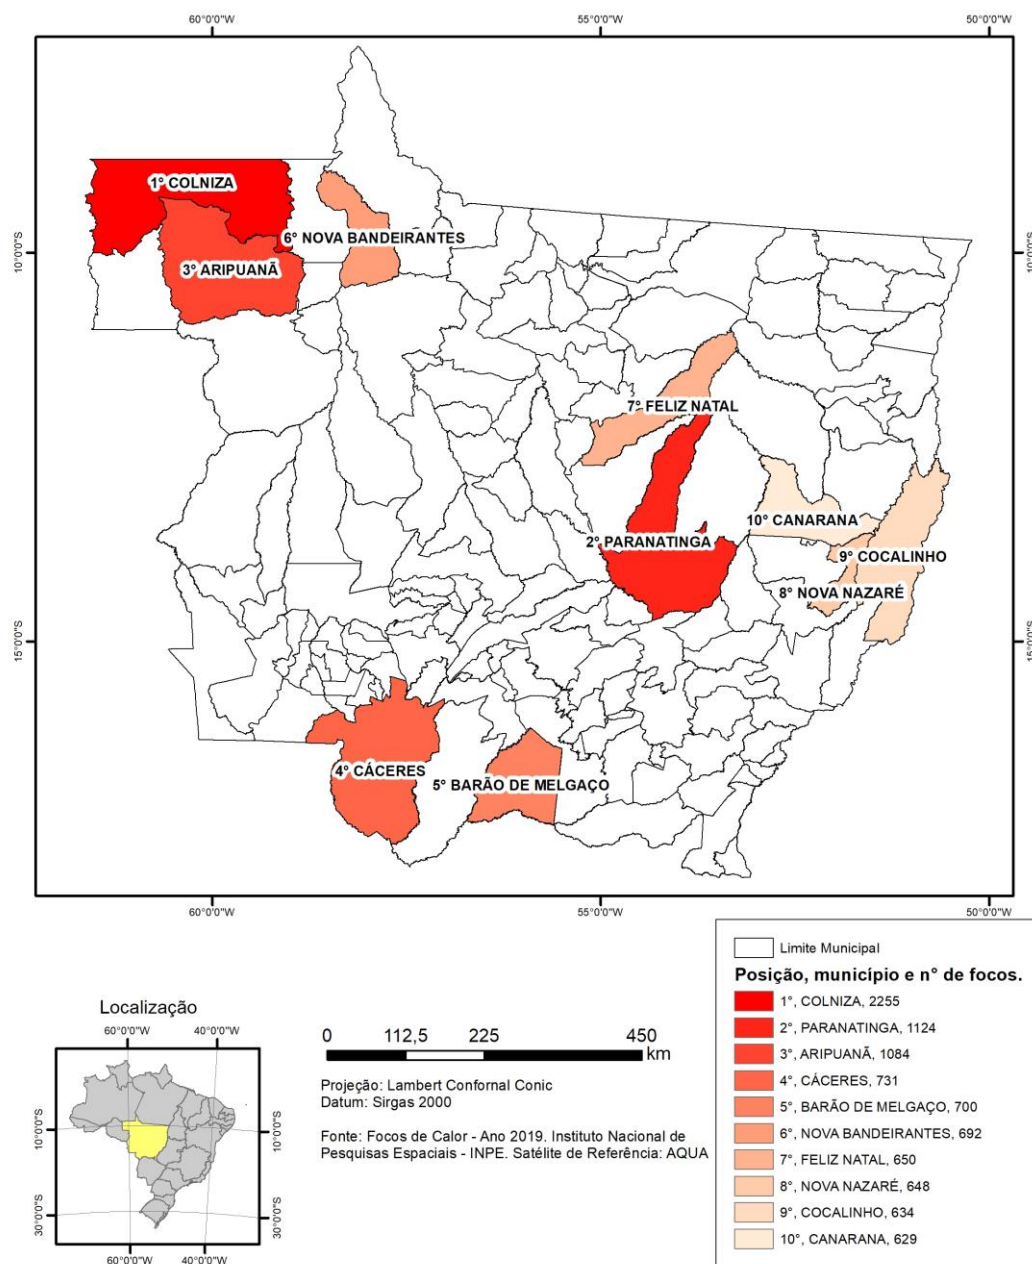 60°0'0"W 55°0'0"W 50°0'0"W
1° COLNIZA
6° NOVA BANDEIRANTES
10°0'0"S 10°0'0"S
3° ARIPUANÃ
7° FELIZ NATAL
10° CANARANA
2° PARANATINGA
9° COCALINHO
8° NOVA NAZARÉ
15°0'0"S 15°0'0"S
4° CÁCERES
5° BARÃO DE MELGAÇO
60°0'0"W 55°0'0"W 50°0'0"W
Limite Municipal
Posição, município e n° de focos.
1°, COLNIZA, 2255
2°, PARANATINGA, 1124
3°, ARIPUANÃ, 1084
4°, CÁCERES, 731
5°, BARÃO DE MELGAÇO, 700
6°, NOVA BANDEIRANTES, 692
7°, FELIZ NATAL, 650
8°, NOVA NAZARÉ, 648
9°, COCALINHO, 634
10°, CANARANA, 629
Localização
60°0'0"W 40°0'0"W
10°0'0"S 10°0'0"S
30°0'0"S 30°0'0"S
60°0'0"W 40°0'0"W
0 112,5 225 450
km
Projeção: Lambert Confornal Conic
Datum: Sirgas 2000
Fonte: Focos de Calor - Ano 2019. Instituto Nacional de
Pesquisas Espaciais - INPE. Satélite de Referência: AQUA